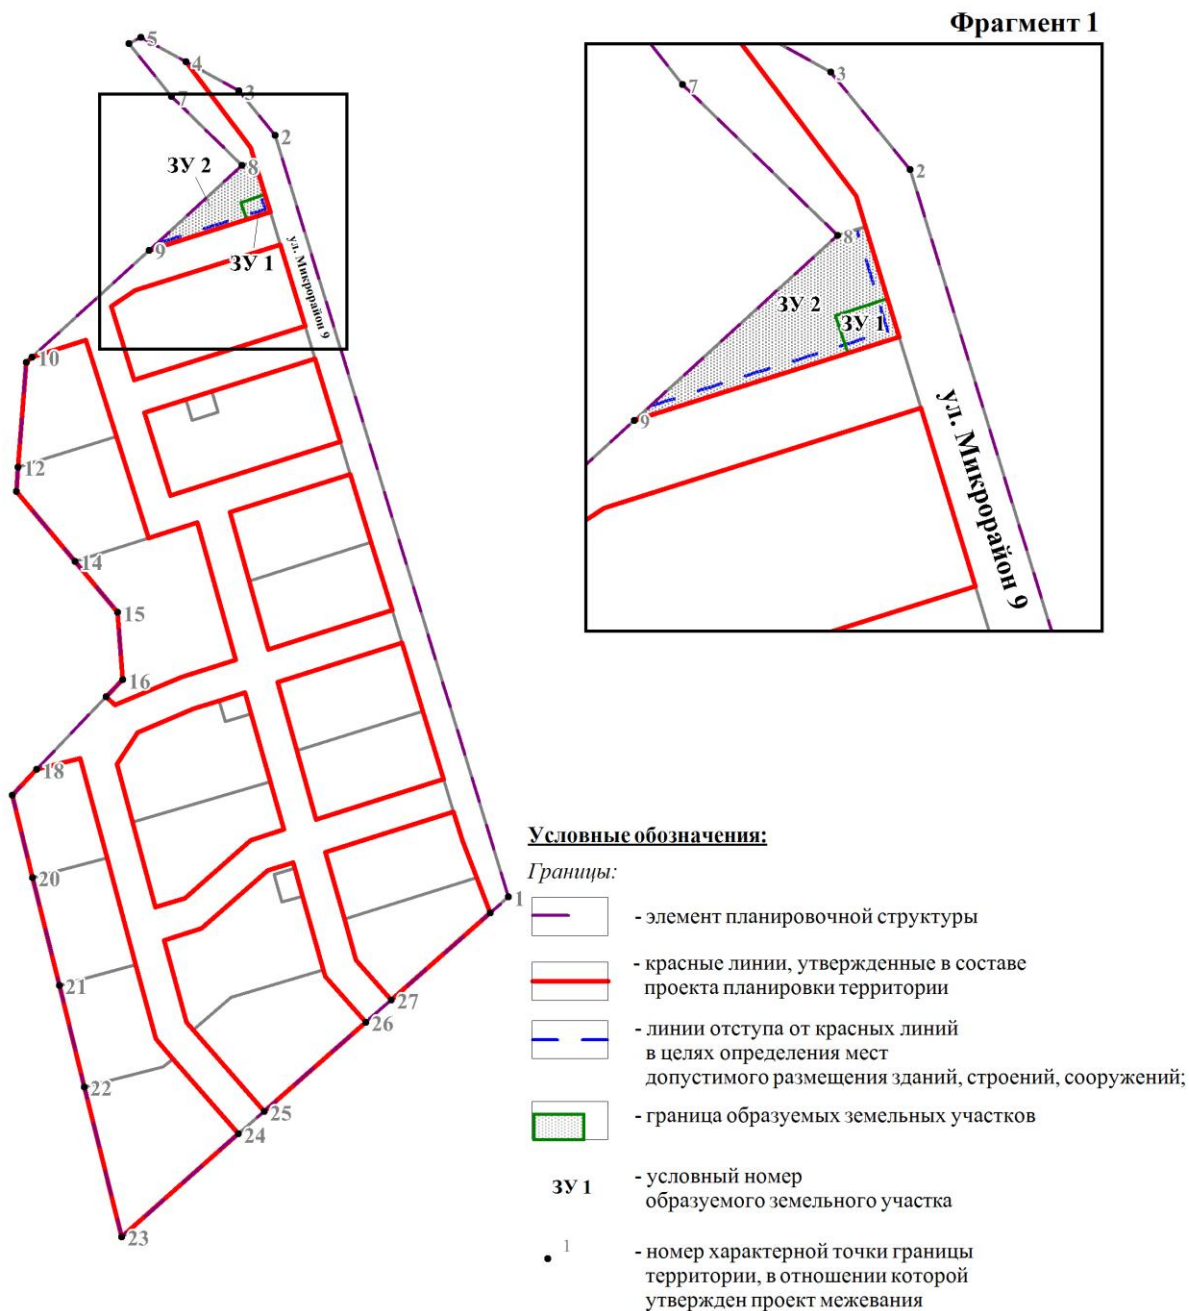 Фрагмент 1
5
4
3
7
2
8
ЗУ 2
9
ЗУ 1
ул. Микрорайон 9
10
12
14
15
16
18
20
21
22
23
24
25
26
27
1
7
3
2
8
ЗУ 2
ЗУ 1
9
ул. Микрорайон 9
Условные обозначения:
Границы:
- элемент планировочной структуры
- красные линии, утвержденные в составе
проекта планировки территории
- линии отступа от красных линий
в целях определения мест
допустимого размещения зданий, строений, сооружений;
- граница образуемых земельных участков
ЗУ 1 - условный номер
образуемого земельного участка
1 - номер характерной точки границы
территории, в отношении которой
утвержден проект межевания